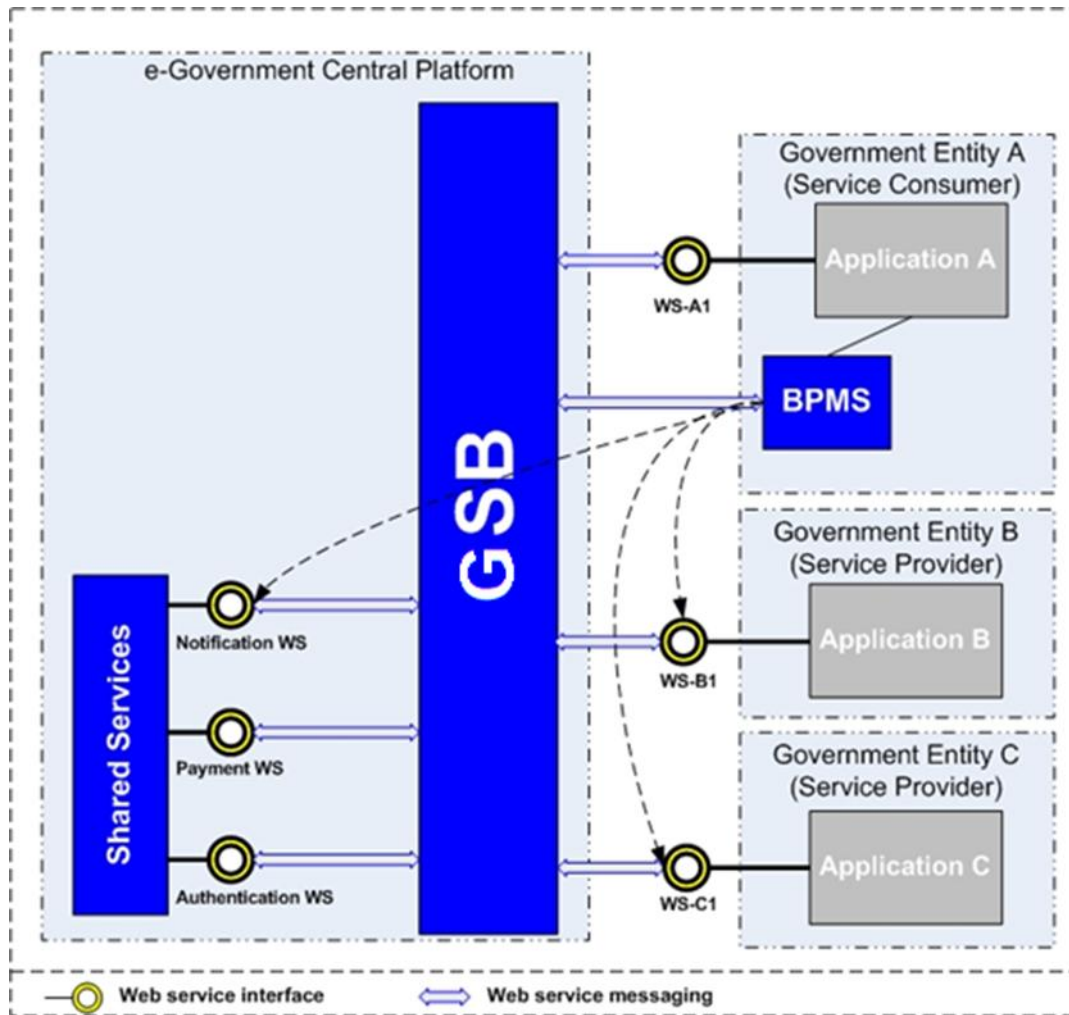 e-Government Central Platform
GSB
Shared Services
Notification WS
Payment WS
Authentication WS
WS-A1
Government Entity A
(Service Consumer)
Application A
BPMS
Government Entity B
(Service Provider)
Application B
WS-B1
Government Entity C
(Service Provider)
Application C
WS-C1
Web service interface
Web service messaging